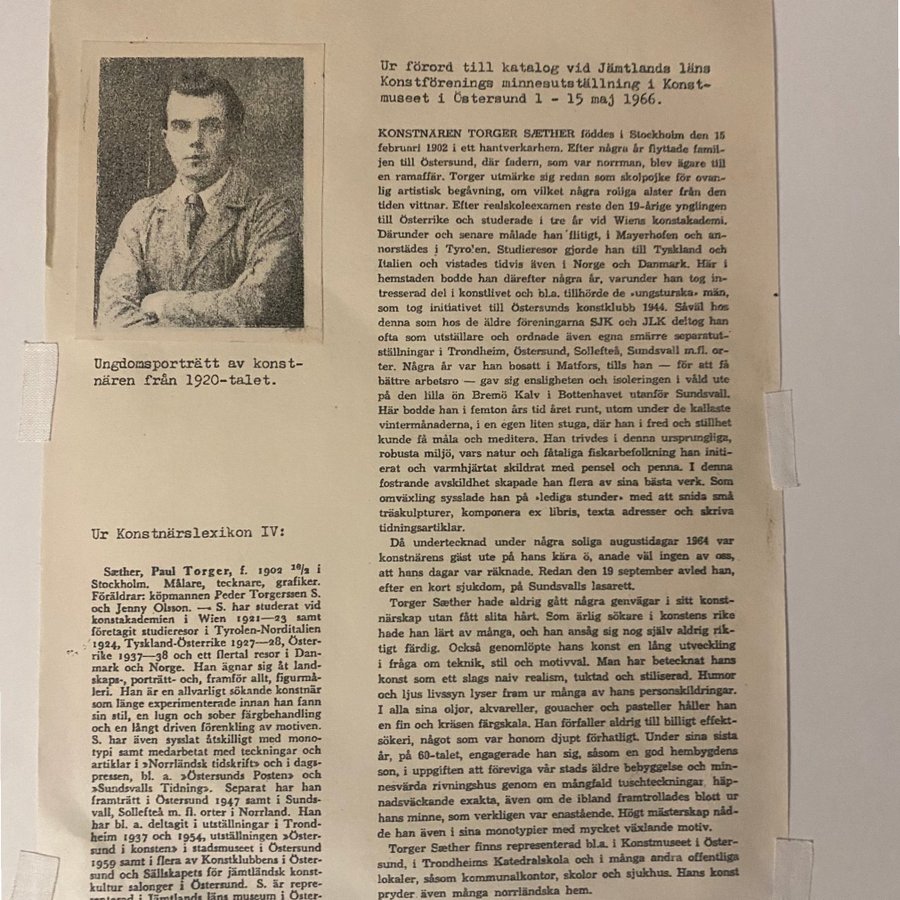 Ungdomsporträtt av konst-
nären från 1920-talet.
Ur Konstnärslexikon IV:
Sæther, Paul Torger, f. 1902 16/2 i
Stockholm. Målare, tecknare, grafiker.
Föräldrar: köpmannen Peder Torgerssen S.
och Jenny Olsson. — S. har studerat vid
konstakademien i Wien 1921—23 samt
företagit studieresor i Tyrolen-Norditalien
1924, Tyskland-Österrike 1927—28, Öster-
rike 1937—38 och ett flertal resor i Dan-
mark och Norge. Han ägnar sig åt land-
skaps-, porträtt- och, framför allt, figurmå-
leri. Han är en allvarligt sökande konstnär
som länge experimenterade innan han fann
sin stil, en lugn och sober färgbehandling
och en långt driven förenkling av motiven.
S. har även sysslat åtskilligt med mono-
typi samt medarbetat med teckningar och
artiklar i »Norrländsk tidskrift» och i dags-
pressen, bl. a. »Östersunds Posten» och
»Sundsvalls Tidning». Separat har han
framträtt i Östersund 1947 samt i Sunds-
vall, Sollefteå m. fl. orter i Norrland. Han
har bl. a. deltagit i utställningar i Trond-
heim 1937 och 1954, utställningen »Öster-
sund i konsten» i stadsmuseet i Östersund
1959 samt i flera av Konstklubbens i Öster-
sund och Sällskapets för jämtländsk konst-
kultur salonger i Östersund. S. är repre-
senterad i Jämtlands läns museum i Öster-
Ur förord till katalog vid Jämtlands läns
Konstförenings minnesutställning i Konst-
museet i Östersund 1 - 15 maj 1966.
KONSTNÄREN TORGER SÆTHER föddes i Stockholm den 15
februari 1902 i ett hantverkarhem. Efter några år flyttade famil-
jen till Östersund, där fadern, som var norrman, blev ägare till
en ramaffär. Torger utmärke sig redan som skolpojke för ovan-
lig artistisk begåvning, om vilket några roliga alster från den
tiden vittnar. Efter realskoleexamen reste den 19-årige ynglingen
till Österrike och studerade i tre år vid Wiens konstakademi.
Därunder och senare målade han flitigt, i Mayerhofen och an-
norstädes i Tyro'en. Studieresor gjorde han till Tyskland och
Italien och vistades tidvis även i Norge och Danmark. Här i
hemstaden bodde han därefter några år, varunder han tog in-
tresserad del i konstlivet och bl.a. tillhörde de »ungsturska» män,
som tog initiativet till Östersunds konstklubb 1944. Såväl hos
denna som hos de äldre föreningarna SJK och JLK deltog han
ofta som utställare och ordnade även egna smärre separatut-
ställningar i Trondheim, Östersund, Sollefteå, Sundsvall m.fl. or-
ter. Några år var han bosatt i Matfors, tills han — för att få
bättre arbetsro — gav sig ensligheten och isoleringen i våld ute
på den lilla ön Bremö Kalv i Bottenhavet utanför Sundsvall.
Här bodde han i femton års tid året runt, utom under de kallaste
vintermånaderna, i en egen liten stuga, där han i fred och stillhet
kunde få måla och meditera. Han trivdes i denna ursprungliga,
robusta miljö, vars natur och fåtaliga fiskarbefolkning han initi-
erat och varmhjärtat skildrat med pensel och penna. I denna
fostrande avskildhet skapade han flera av sina bästa verk. Som
omväxling sysslade han på »lediga stunder» med att snida små
träskulpturer, komponera ex libris, texta adresser och skriva
tidningsartiklar.
Då undertecknad under några soliga augustidagar 1964 var
konstnärens gäst ute på hans kära ö, anade väl ingen av oss,
att hans dagar var räknade. Redan den 19 september avled han,
efter en kort sjukdom, på Sundsvalls lasarett.
Torger Sæther hade aldrig gått några genvägar i sitt konst-
närskap utan fått slita hårt. Som ärlig sökare i konstens rike
hade han lärt av många, och han ansåg sig nog själv aldrig rik-
tigt färdig. Också genomlöpte hans konst en lång utveckling
i fråga om teknik, stil och motivval. Man har betecknat hans
konst som ett slags naiv realism, tuktad och stiliserad. Humor
och ljus livssyn lyser fram ur många av hans personskildringar.
I alla sina oljor, akvareller, gouacher och pasteller håller han
en fin och kräsen färgskala. Han förfaller aldrig till billigt effekt-
sökeri, något som var honom djupt förhatligt. Under sina sista
år, på 60-talet, engagerade han sig, såsom en god hembygdens
son, i uppgiften att föreviga vår stads äldre bebyggelse och min-
nesvärda rivningshus genom en mångfald tuschteckningar, häp-
nadsväckande exakta, även om de ibland framtrollades blott ur
hans minne, som verkligen var enastående. Högt mästerskap nåd-
de han även i sina monotypier med mycket växlande motiv.
Torger Sæther finns representerad bl.a. i Konstmuseet i Öster-
sund, i Trondheims Katedralskola och i många andra offentliga
lokaler, såsom kommunalkontor, skolor och sjukhus. Hans konst
pryder även många norrländska hem.